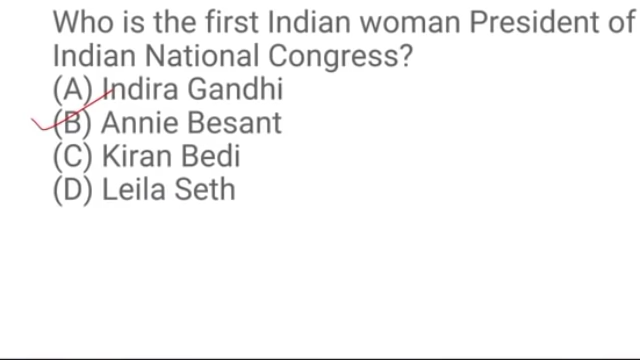 Who is the first Indian woman President of
Indian National Congress?
(A) Indira Gandhi
(B) Annie Besant
(C) Kiran Bedi
(D) Leila Seth